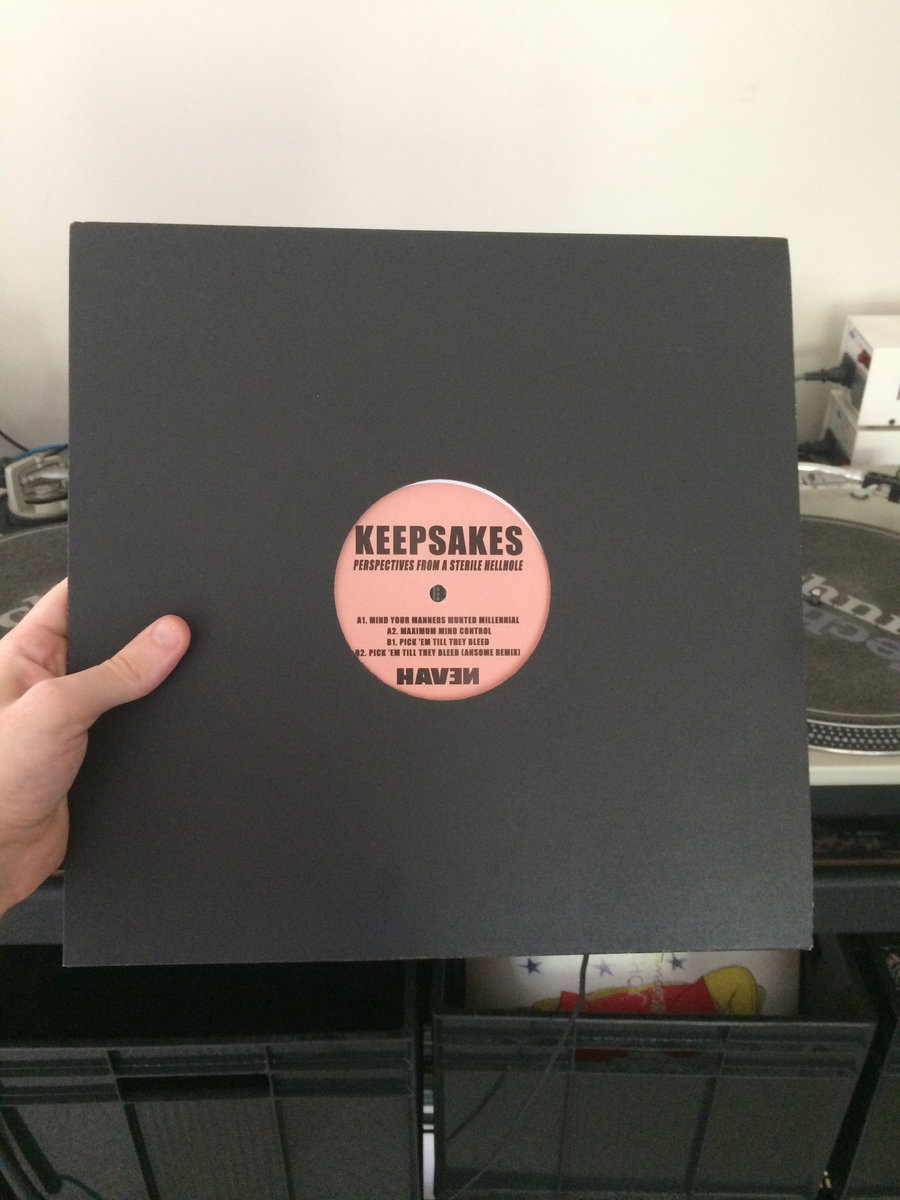 KEEPSAKES
PERSPECTIVES FROM A STERILE HELLHOLE
A1. MIND YOUR MANNERS MUNTED MILLENNIAL
A2. MAXIMUM MIND CONTROL
B1. PICK 'EM TILL THEY BLEED
B2. PICK 'EM TILL THEY BLEED (ANSOME REMIX)
HAVEN